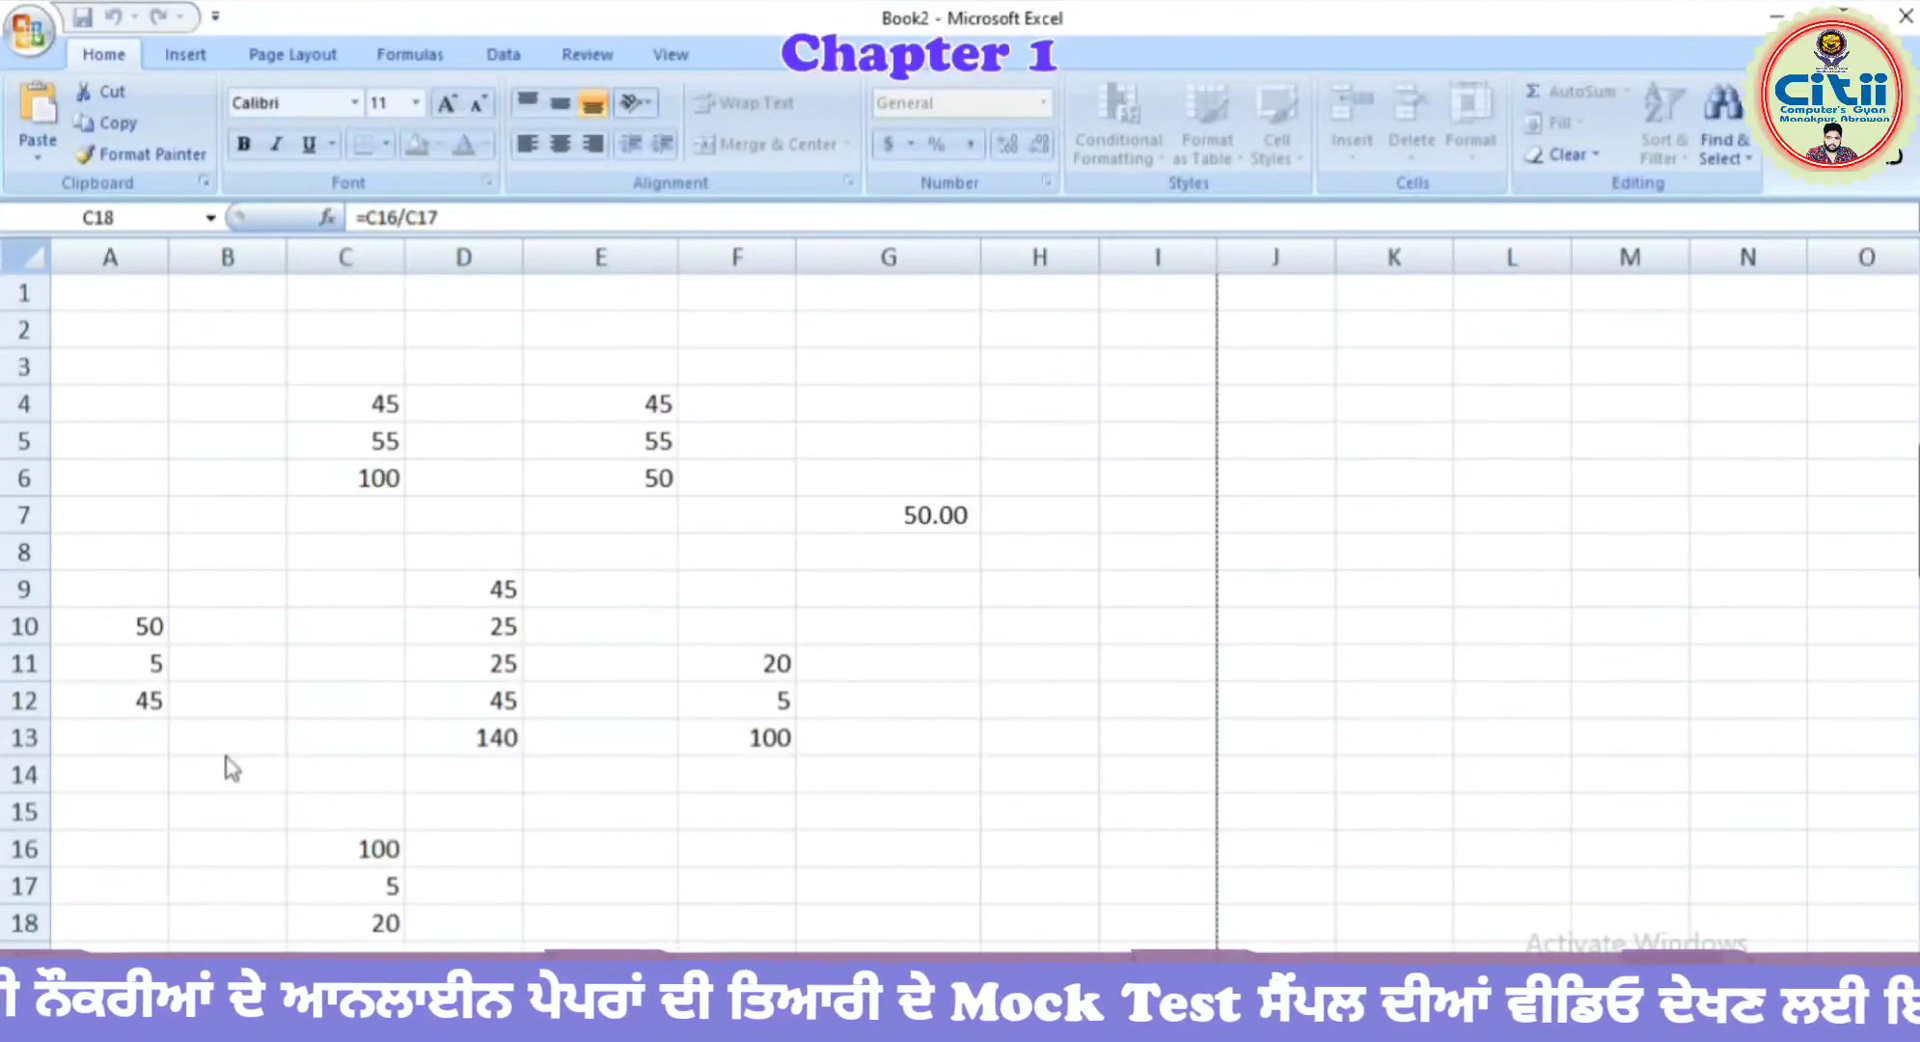 Book2 - Microsoft Excel
Home Insert Page Layout Formulas Data Review View
Chapter 1
Citii
Computer's Gyan
Manakpur, Abrawan
Paste
Cut
Copy
Format Painter
Clipboard
Calibri 11
B I U
Font
Wrap Text
Merge & Center
Alignment
General
$ % ,
Number
Conditional Formatting
Format as Table
Cell Styles
Styles
Insert Delete Format
Cells
Σ AutoSum
Fill
Clear
Sort & Filter
Find & Select
Editing
C18 fx =C16/C17
A B C D E F G H I J K L M N O
1
2
3
4 45 45
5 55 55
6 100 50
7 50.00
8
9 45
10 50 25
11 5 25 20
12 45 45 5
13 140 100
14
15
16 100
17 5
18 20
Activate Windows
ਨੌਕਰੀਆਂ ਦੇ ਆਨਲਾਈਨ ਪੇਪਰਾਂ ਦੀ ਤਿਆਰੀ ਦੇ Mock Test ਸੈਂਪਲ ਦੀਆਂ ਵੀਡਿਓ ਦੇਖਣ ਲਈ